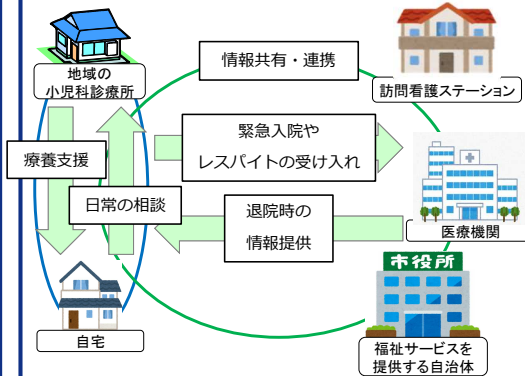 地域の
小児科診療所
情報共有・連携
訪問看護ステーション
緊急入院や
レスパイトの受け入れ
療養支援
日常の相談
退院時の
情報提供
医療機関
市役所
自宅
福祉サービスを
提供する自治体